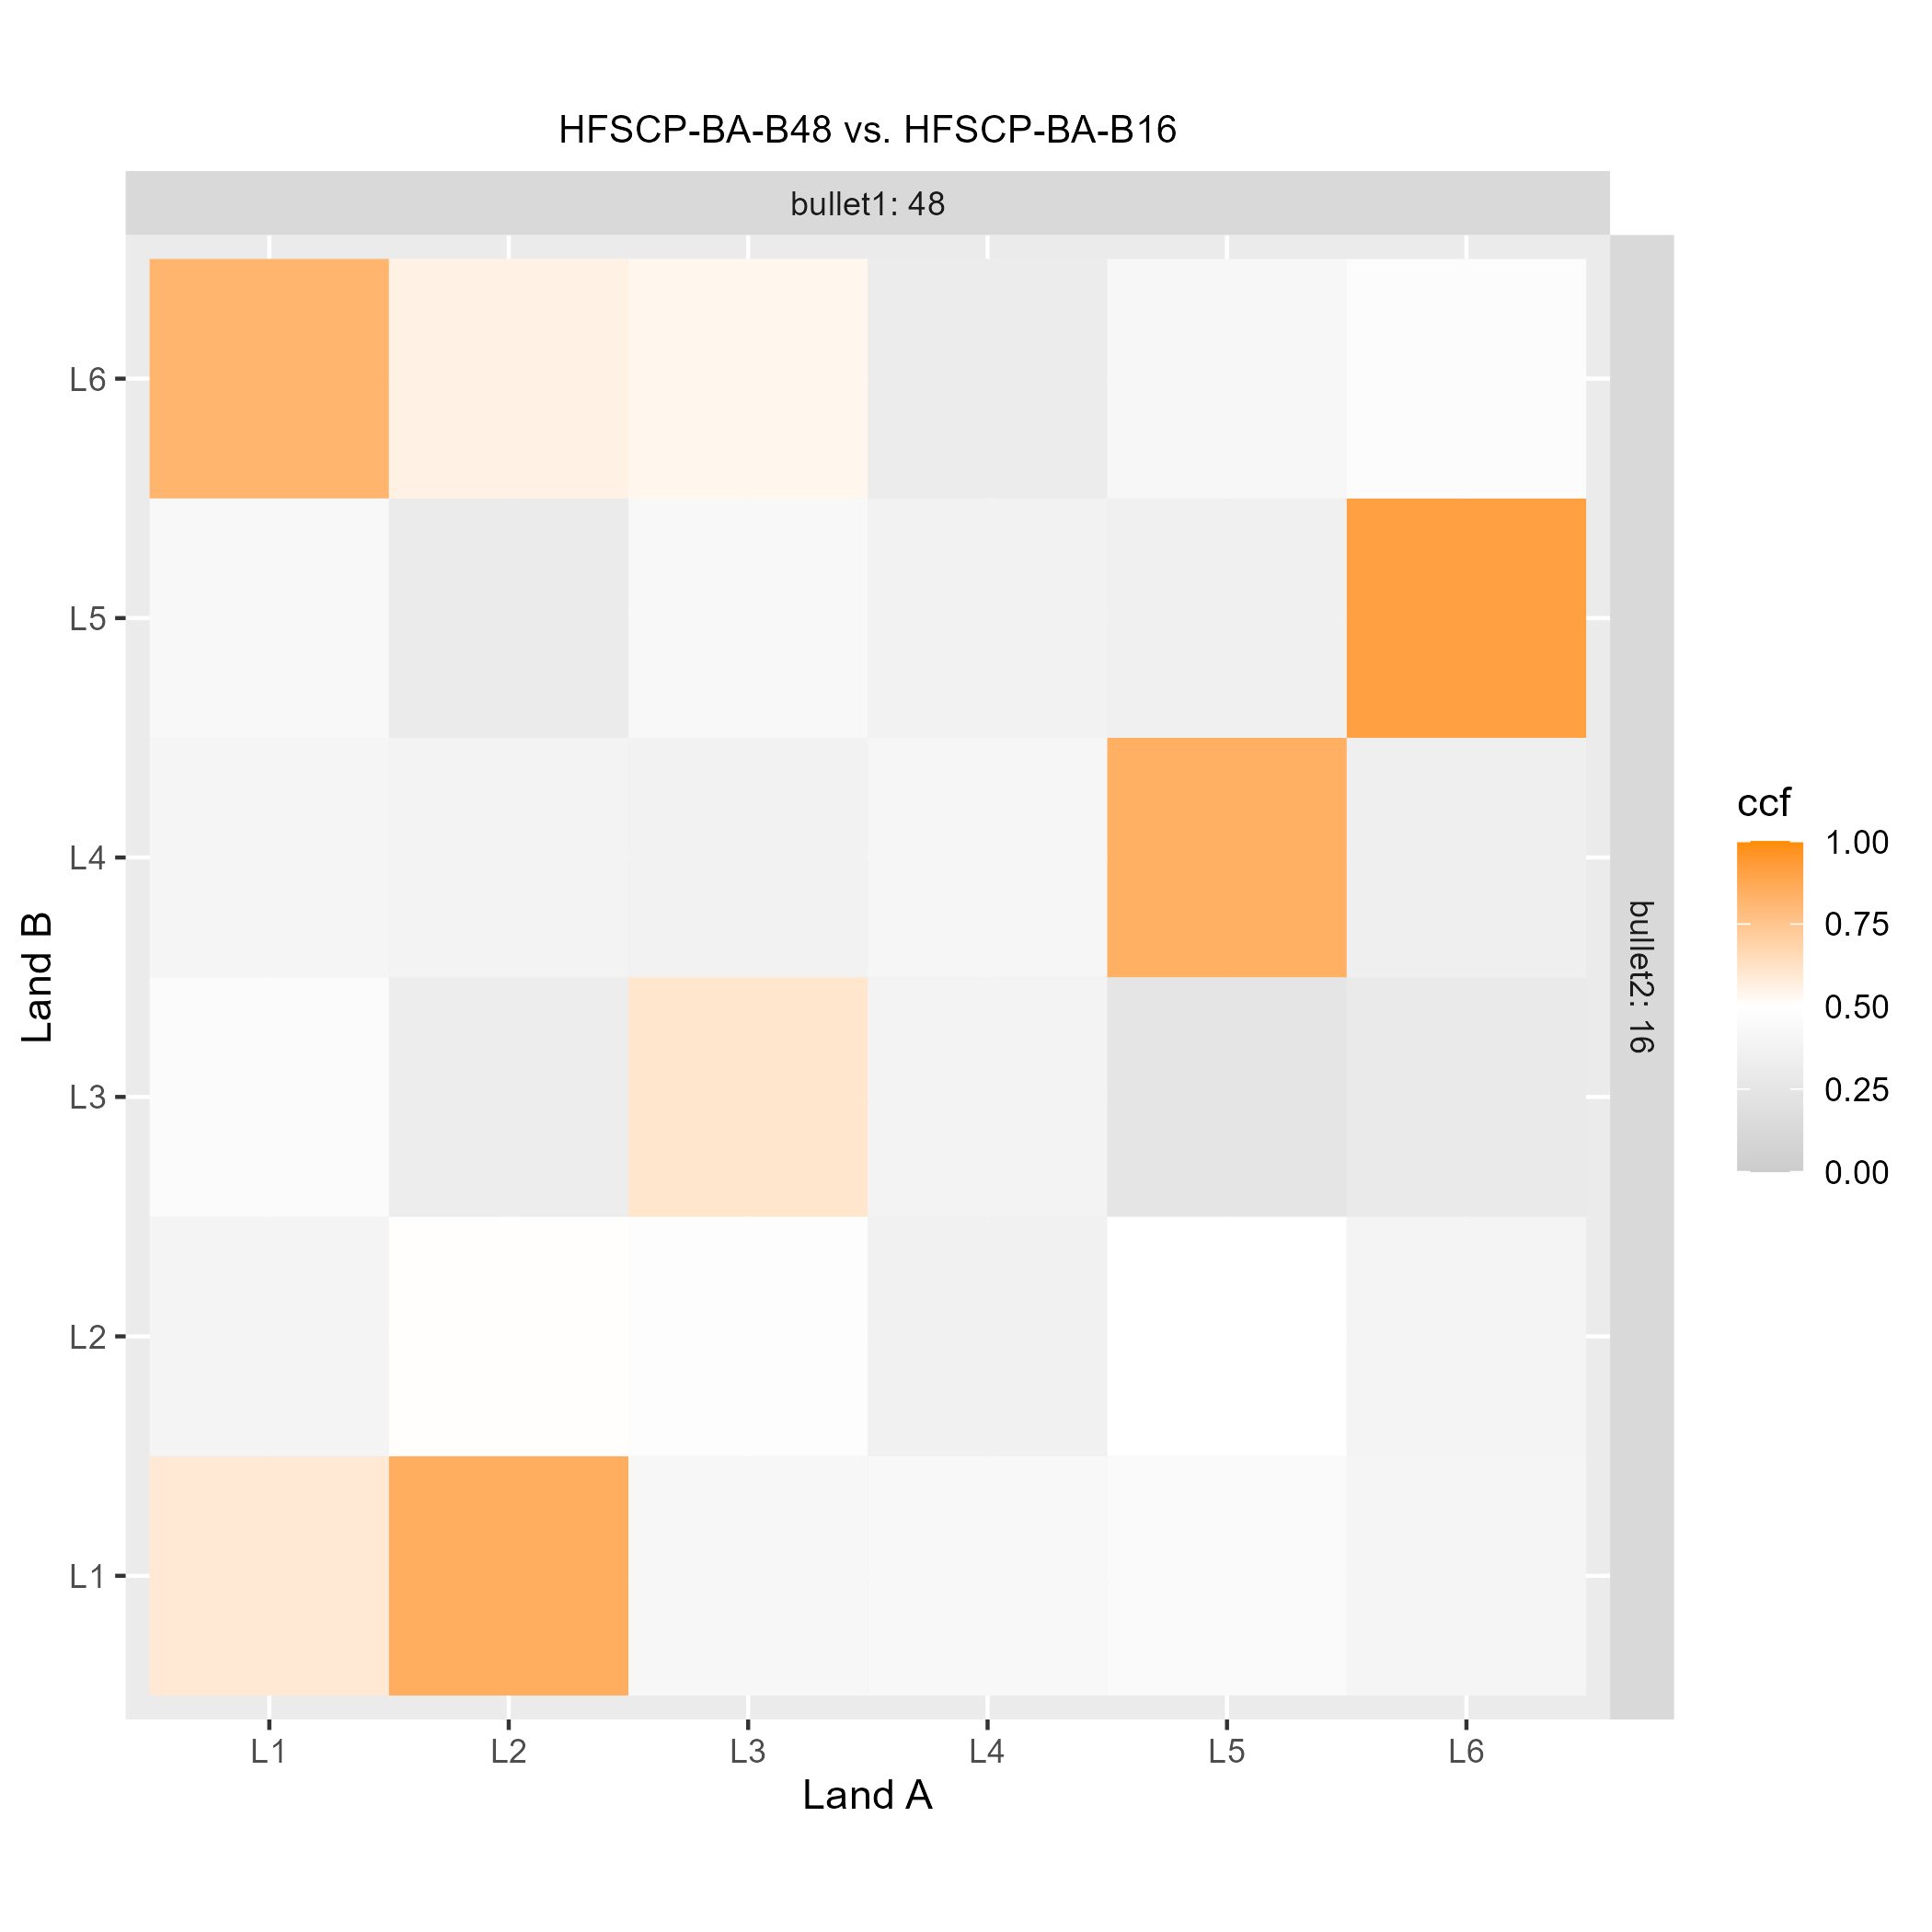 HFSCP-BA-B48 vs. HFSCP-BA-B16
bullet1: 48
L6
L5
L4
L3
L2
L1
Land B
bullet2: 16
ccf
1.00
0.75
0.50
0.25
0.00
L1 L2 L3 L4 L5 L6
Land A